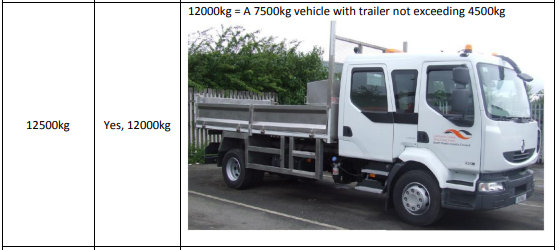 12000kg = A 7500kg vehicle with trailer not exceeding 4500kg
12500kg
Yes, 12000kg